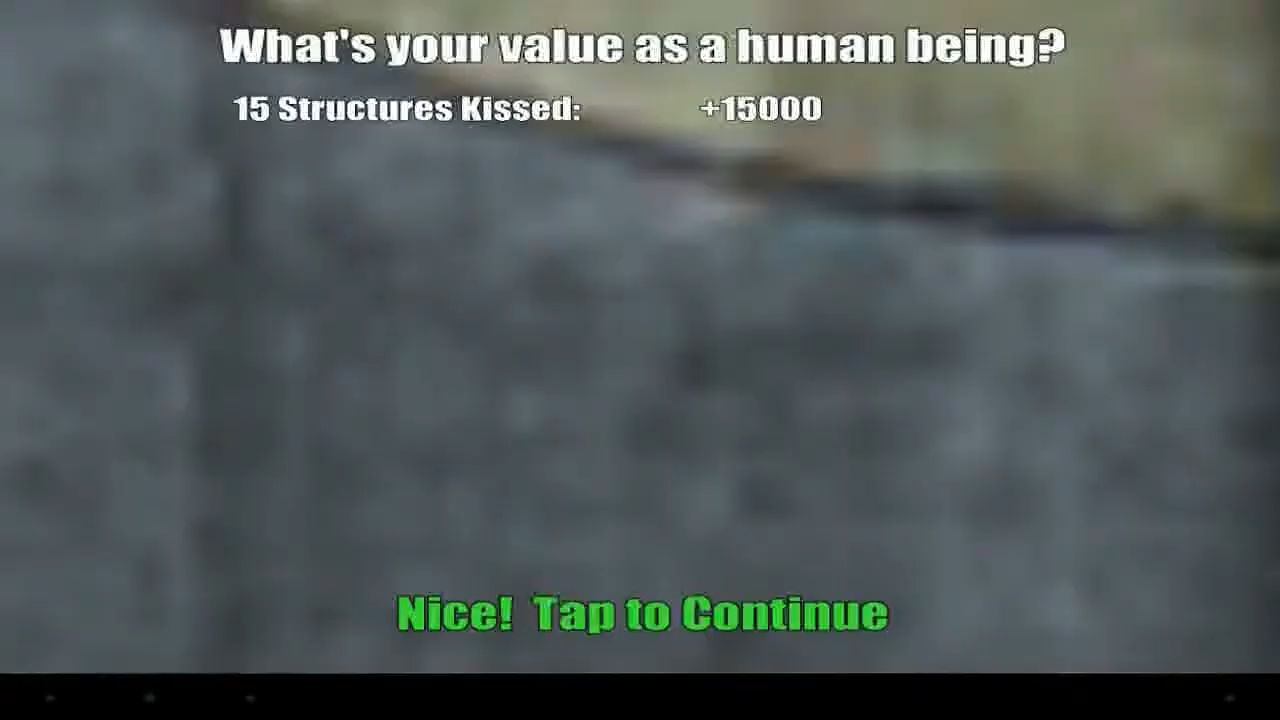 What's your value as a human being?
15 Structures Kissed: +15000
Nice! Tap to Continue